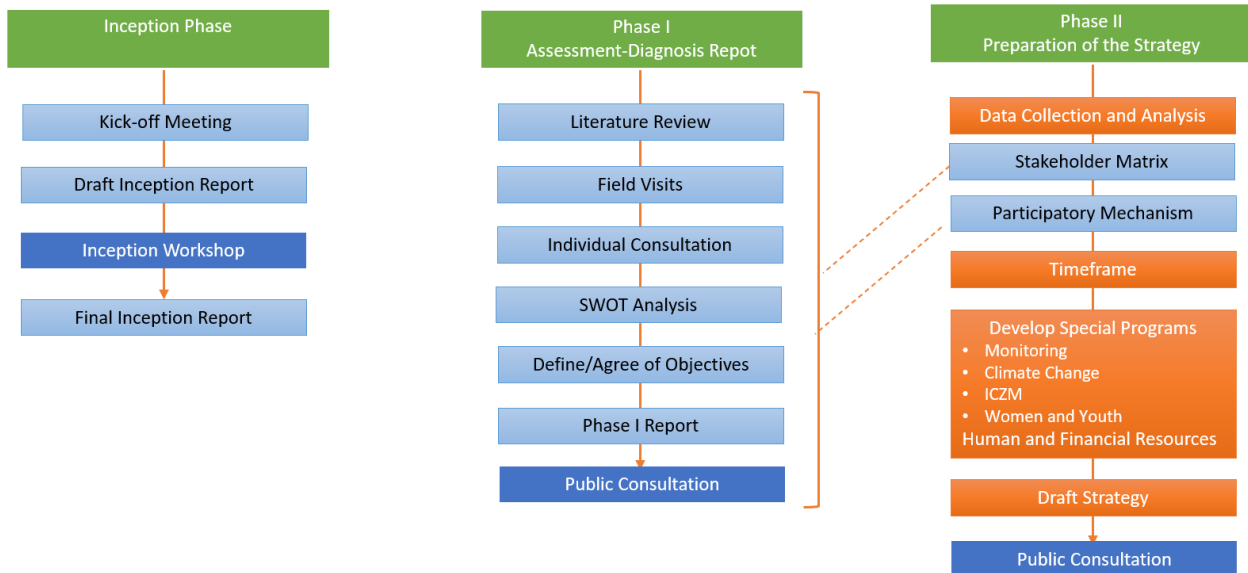 Inception Phase
Kick-off Meeting
Draft Inception Report
Inception Workshop
Final Inception Report
Phase I
Assessment-Diagnosis Repot
Literature Review
Field Visits
Individual Consultation
SWOT Analysis
Define/Agree of Objectives
Phase I Report
Public Consultation
Phase II
Preparation of the Strategy
Data Collection and Analysis
Stakeholder Matrix
Participatory Mechanism
Timeframe
Develop Special Programs
• Monitoring
• Climate Change
• ICZM
• Women and Youth
Human and Financial Resources
Draft Strategy
Public Consultation